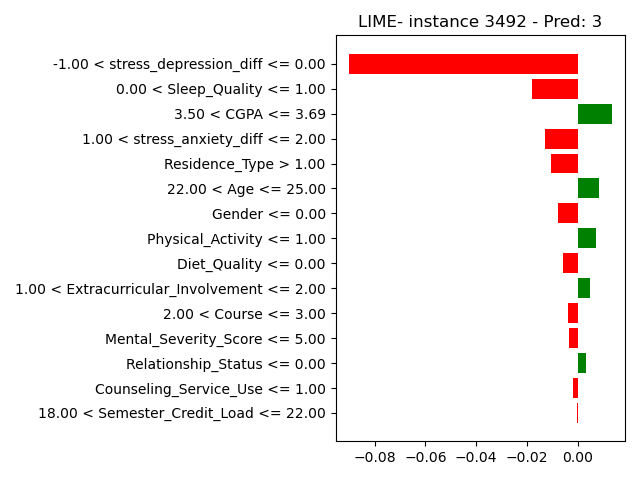 LIME- instance 3492 - Pred: 3
-1.00 < stress_depression_diff <= 0.00
0.00 < Sleep_Quality <= 1.00
3.50 < CGPA <= 3.69
1.00 < stress_anxiety_diff <= 2.00
Residence_Type > 1.00
22.00 < Age <= 25.00
Gender <= 0.00
Physical_Activity <= 1.00
Diet_Quality <= 0.00
1.00 < Extracurricular_Involvement <= 2.00
2.00 < Course <= 3.00
Mental_Severity_Score <= 5.00
Relationship_Status <= 0.00
Counseling_Service_Use <= 1.00
18.00 < Semester_Credit_Load <= 22.00
−0.08 −0.06 −0.04 −0.02 0.00